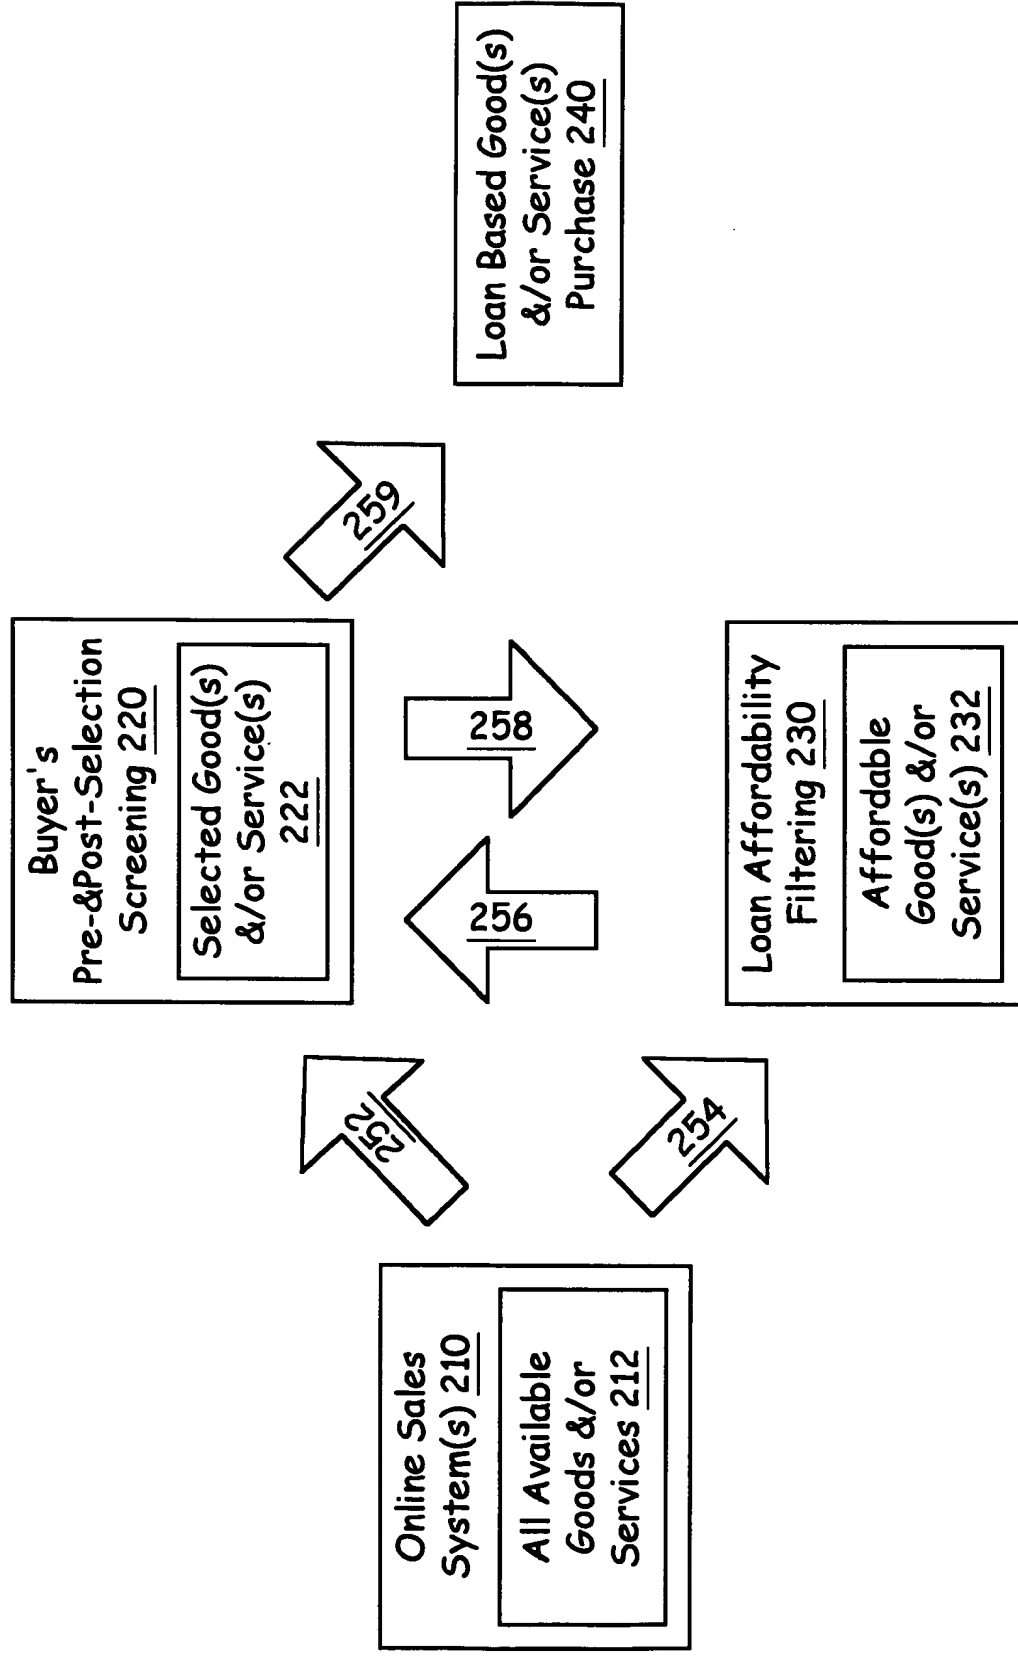 Online Sales
System(s) 210
All Available
Goods &/or
Services 212
252
254
Buyer's
Pre-&Post-Selection
Screening 220
Selected Good(s)
&/or Service(s)
222
256
258
Loan Affordability
Filtering 230
Affordable
Good(s) &/or
Service(s) 232
259
Loan Based Good(s)
&/or Service(s)
Purchase 240